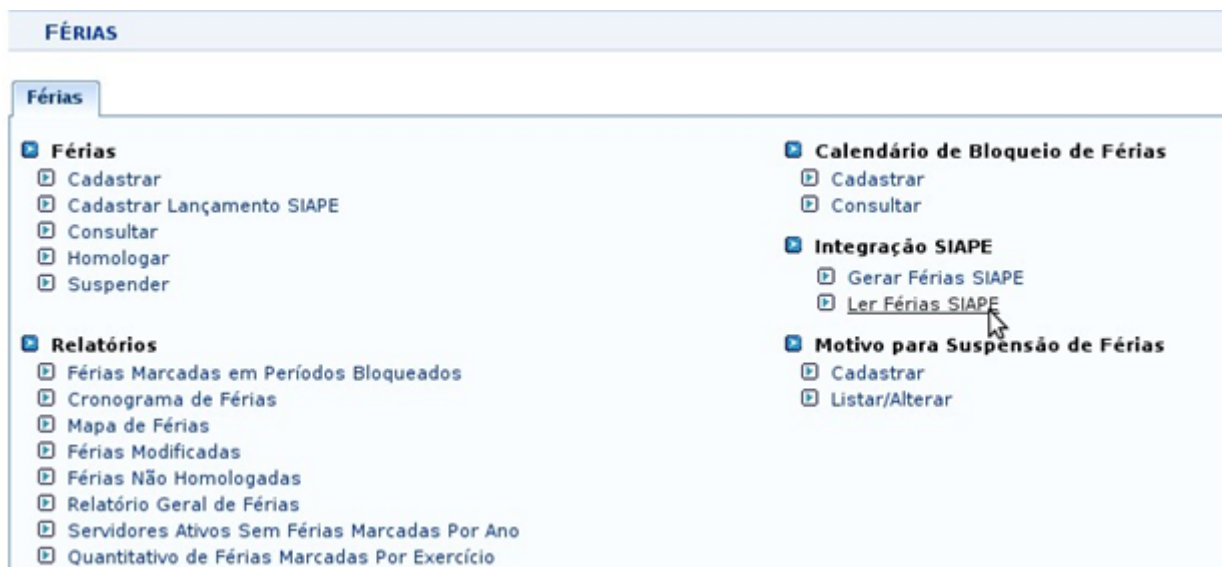 FÉRIAS
Férias
Férias
Cadastrar
Cadastrar Lançamento SIAPE
Consultar
Homologar
Suspender
Relatórios
Férias Marcadas em Períodos Bloqueados
Cronograma de Férias
Mapa de Férias
Férias Modificadas
Férias Não Homologadas
Relatório Geral de Férias
Servidores Ativos Sem Férias Marcadas Por Ano
Quantitativo de Férias Marcadas Por Exercício
Calendário de Bloqueio de Férias
Cadastrar
Consultar
Integração SIAPE
Gerar Férias SIAPE
Ler Férias SIAPE
Motivo para Suspensão de Férias
Cadastrar
Listar/Alterar